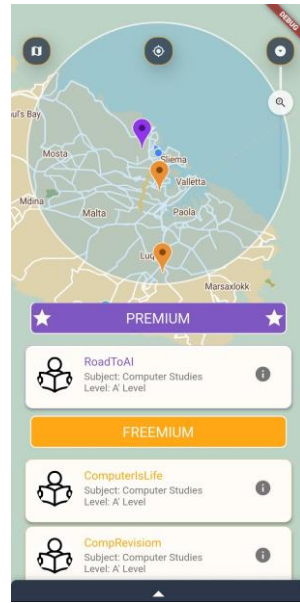 DEBUG
ul's Bay
Mosta
Sliema
Valletta
Mdina
Malta
Paola
Luq
Marsaxlokk
PREMIUM
RoadToAI
Subject: Computer Studies
Level: A' Level
FREEMIUM
ComputerIsLife
Subject: Computer Studies
Level: A' Level
CompRevisiom
Subject: Computer Studies
Level: A' Level